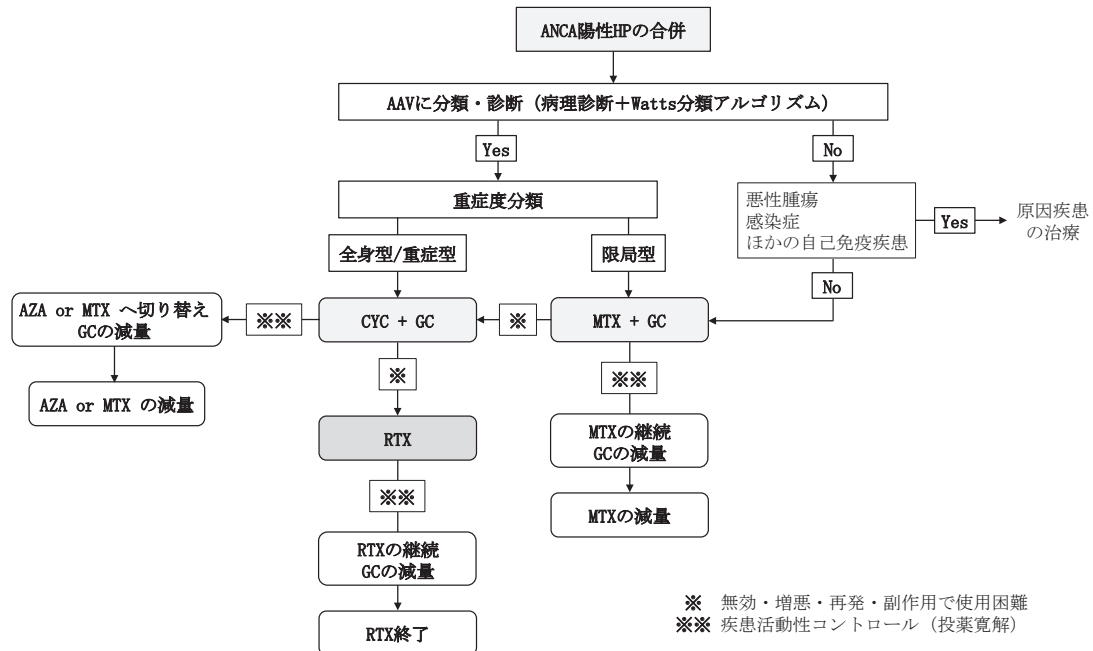 ANCA陽性HPの合併
AAVに分類・診断（病理診断＋Watts分類アルゴリズム）
Yes
No
重症度分類
悪性腫瘍
感染症
ほかの自己免疫疾患
Yes
原因疾患
の治療
全身型/重症型
限局型
No
AZA or MTX へ切り替え
GCの減量
※※
CYC + GC
※
MTX + GC
※
※※
AZA or MTX の減量
RTX
MTXの継続
GCの減量
※※
MTXの減量
RTXの継続
GCの減量
RTX終了
※ 無効・増悪・再発・副作用で使用困難
※※ 疾患活動性コントロール（投薬寛解）